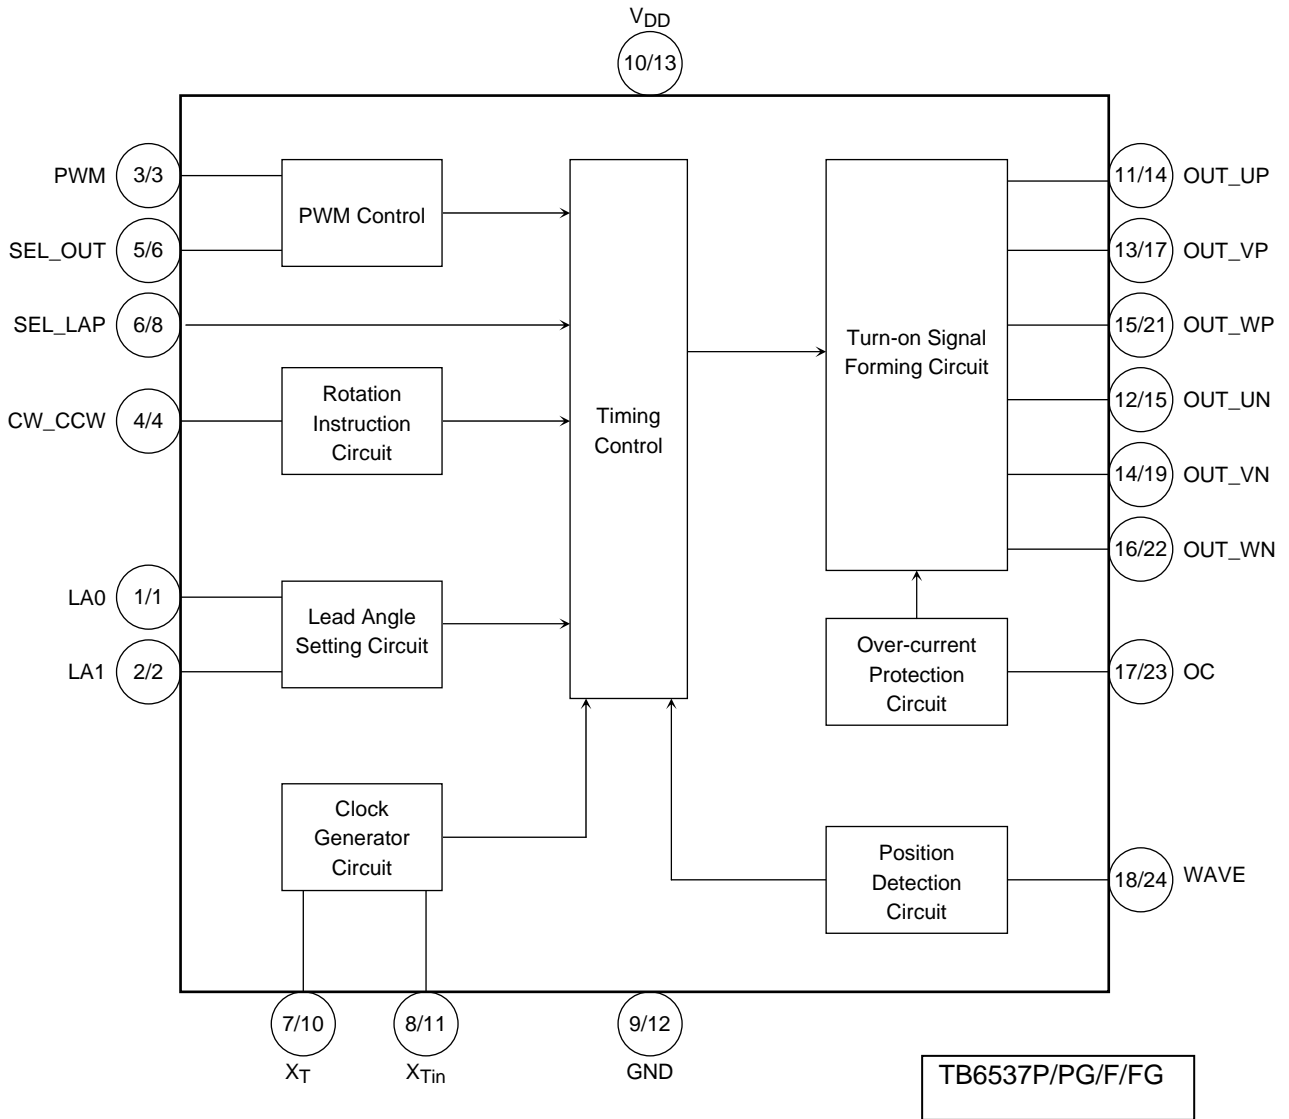 VDD
10/13
PWM 3/3
SEL_OUT 5/6
SEL_LAP 6/8
CW_CCW 4/4
LA0 1/1
LA1 2/2
PWM Control
Rotation
Instruction
Circuit
Lead Angle
Setting Circuit
Clock
Generator
Circuit
Timing
Control
Turn-on Signal
Forming Circuit
Over-current
Protection
Circuit
Position
Detection
Circuit
11/14 OUT_UP
13/17 OUT_VP
15/21 OUT_WP
12/15 OUT_UN
14/19 OUT_VN
16/22 OUT_WN
17/23 OC
18/24 WAVE
7/10
XT
8/11
XTin
9/12
GND
TB6537P/PG/F/FG